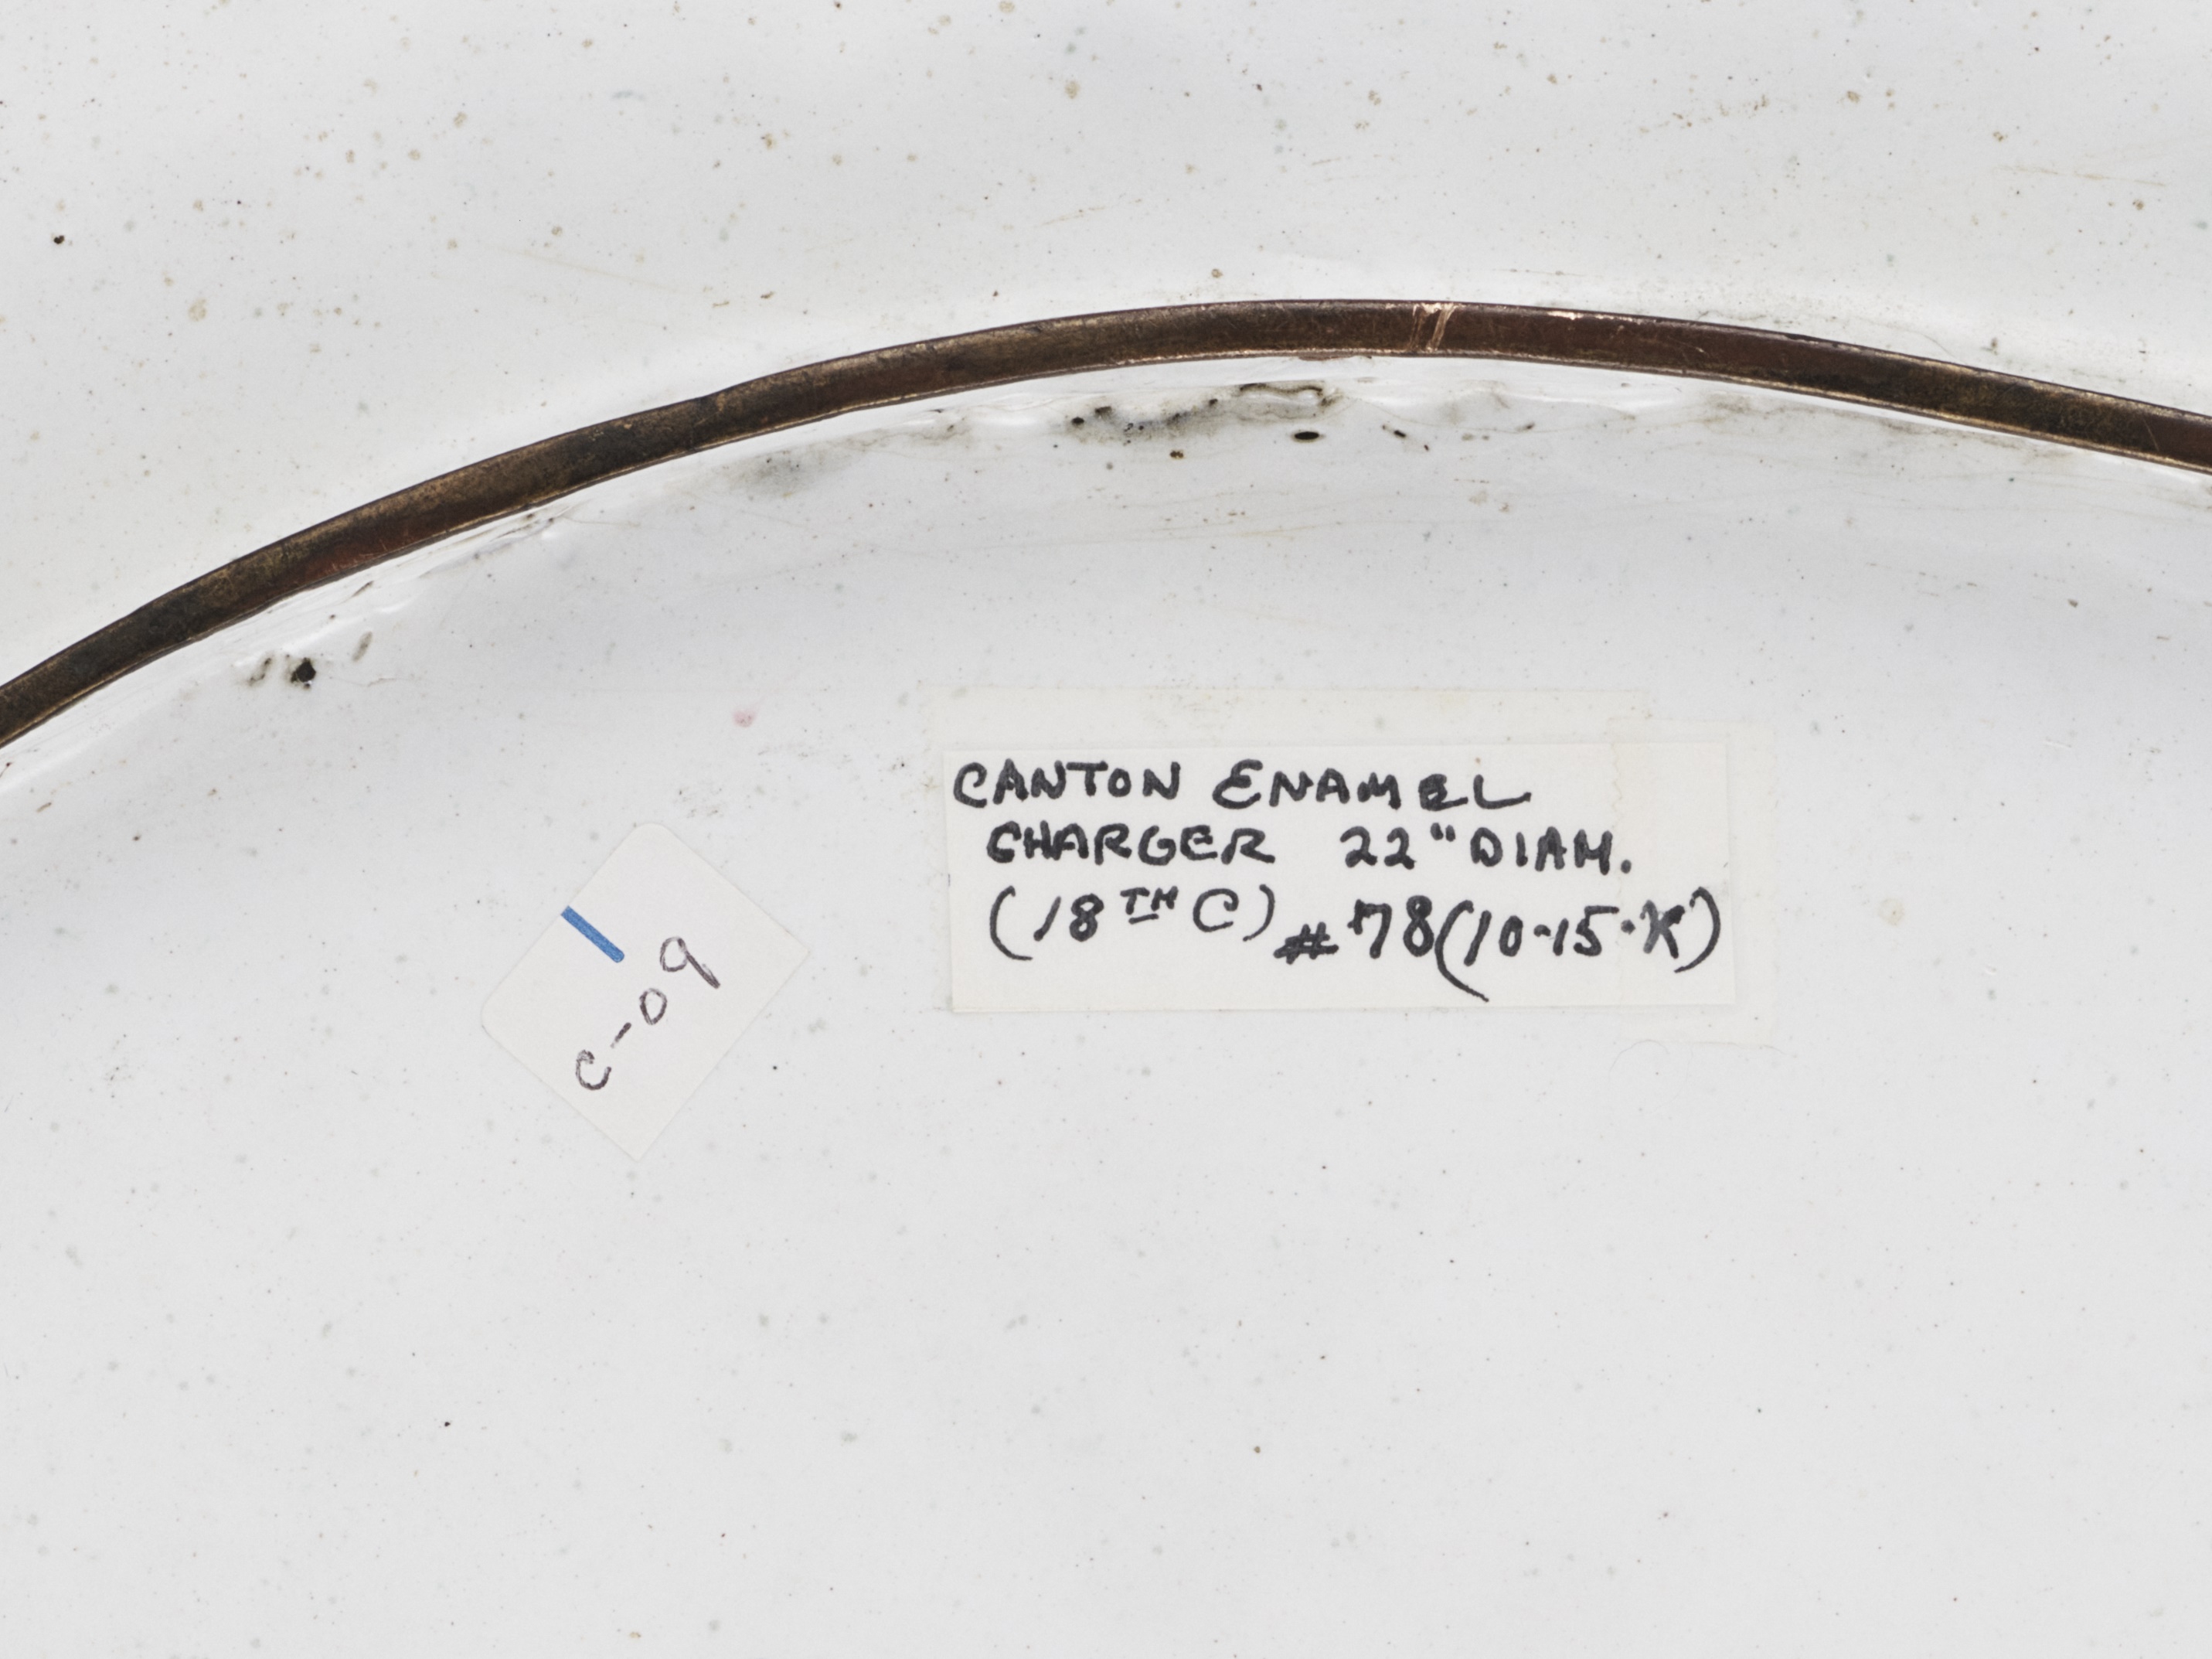 CANTON ENAMEL
CHARGER 22" DIAM.
(18TH C) #78(10-15-K)
C-09